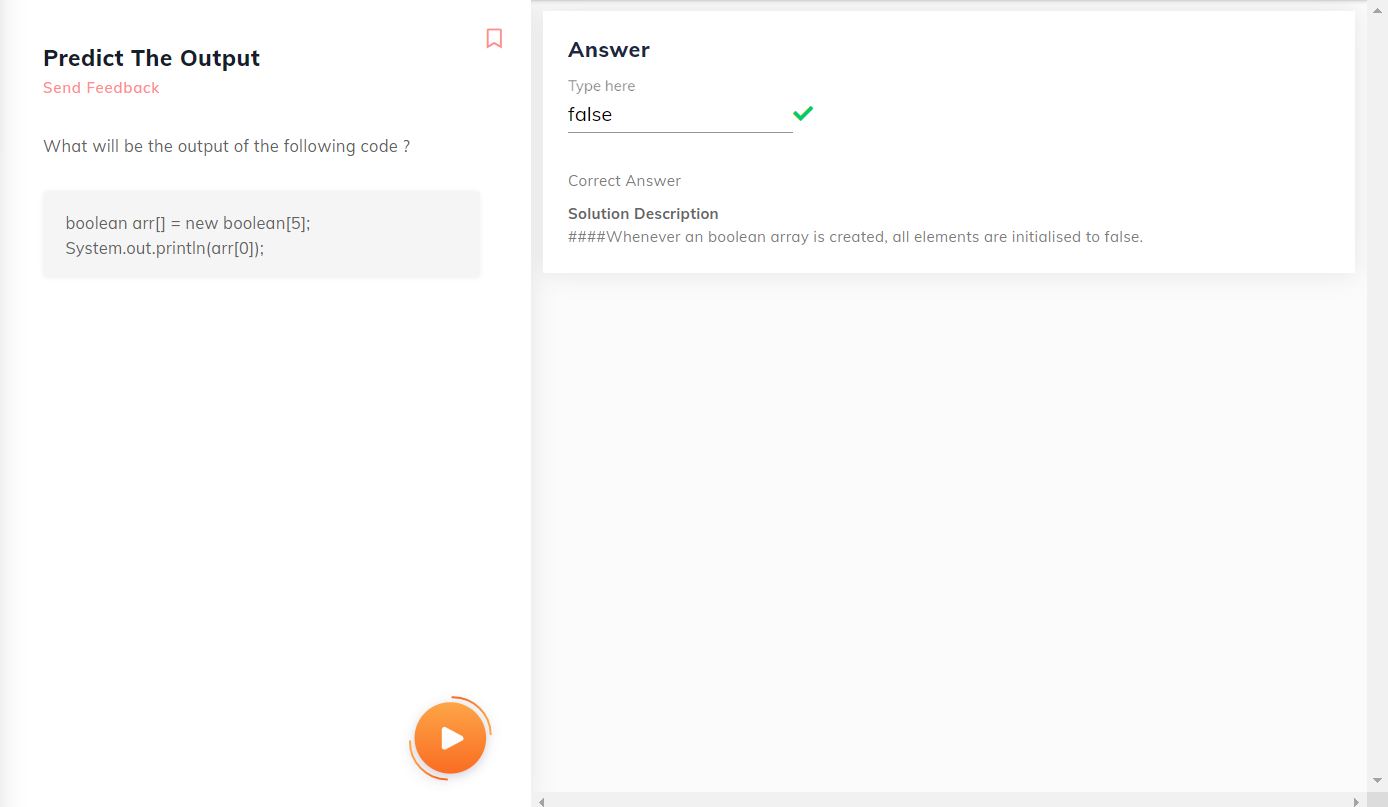 Predict The Output
Send Feedback
What will be the output of the following code ?
boolean arr[] = new boolean[5];
System.out.println(arr[0]);
Answer
Type here
false
Correct Answer
Solution Description
####Whenever an boolean array is created, all elements are initialised to false.